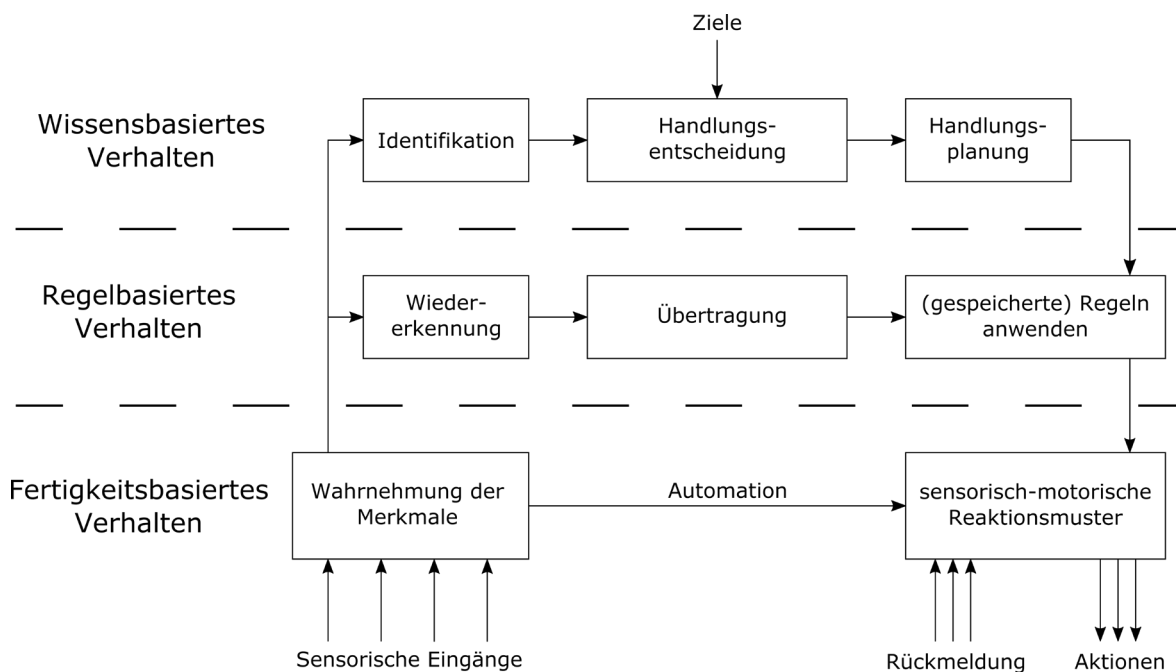 Ziele
Wissensbasiertes
Verhalten
Identifikation
Handlungs-
entscheidung
Handlungs-
planung
Regelbasiertes
Verhalten
Wieder-
erkennung
Übertragung
(gespeicherte) Regeln
anwenden
Fertigkeitsbasiertes
Verhalten
Wahrnehmung der
Merkmale
Automation
sensorisch-motorische
Reaktionsmuster
Sensorische Eingänge
Rückmeldung
Aktionen